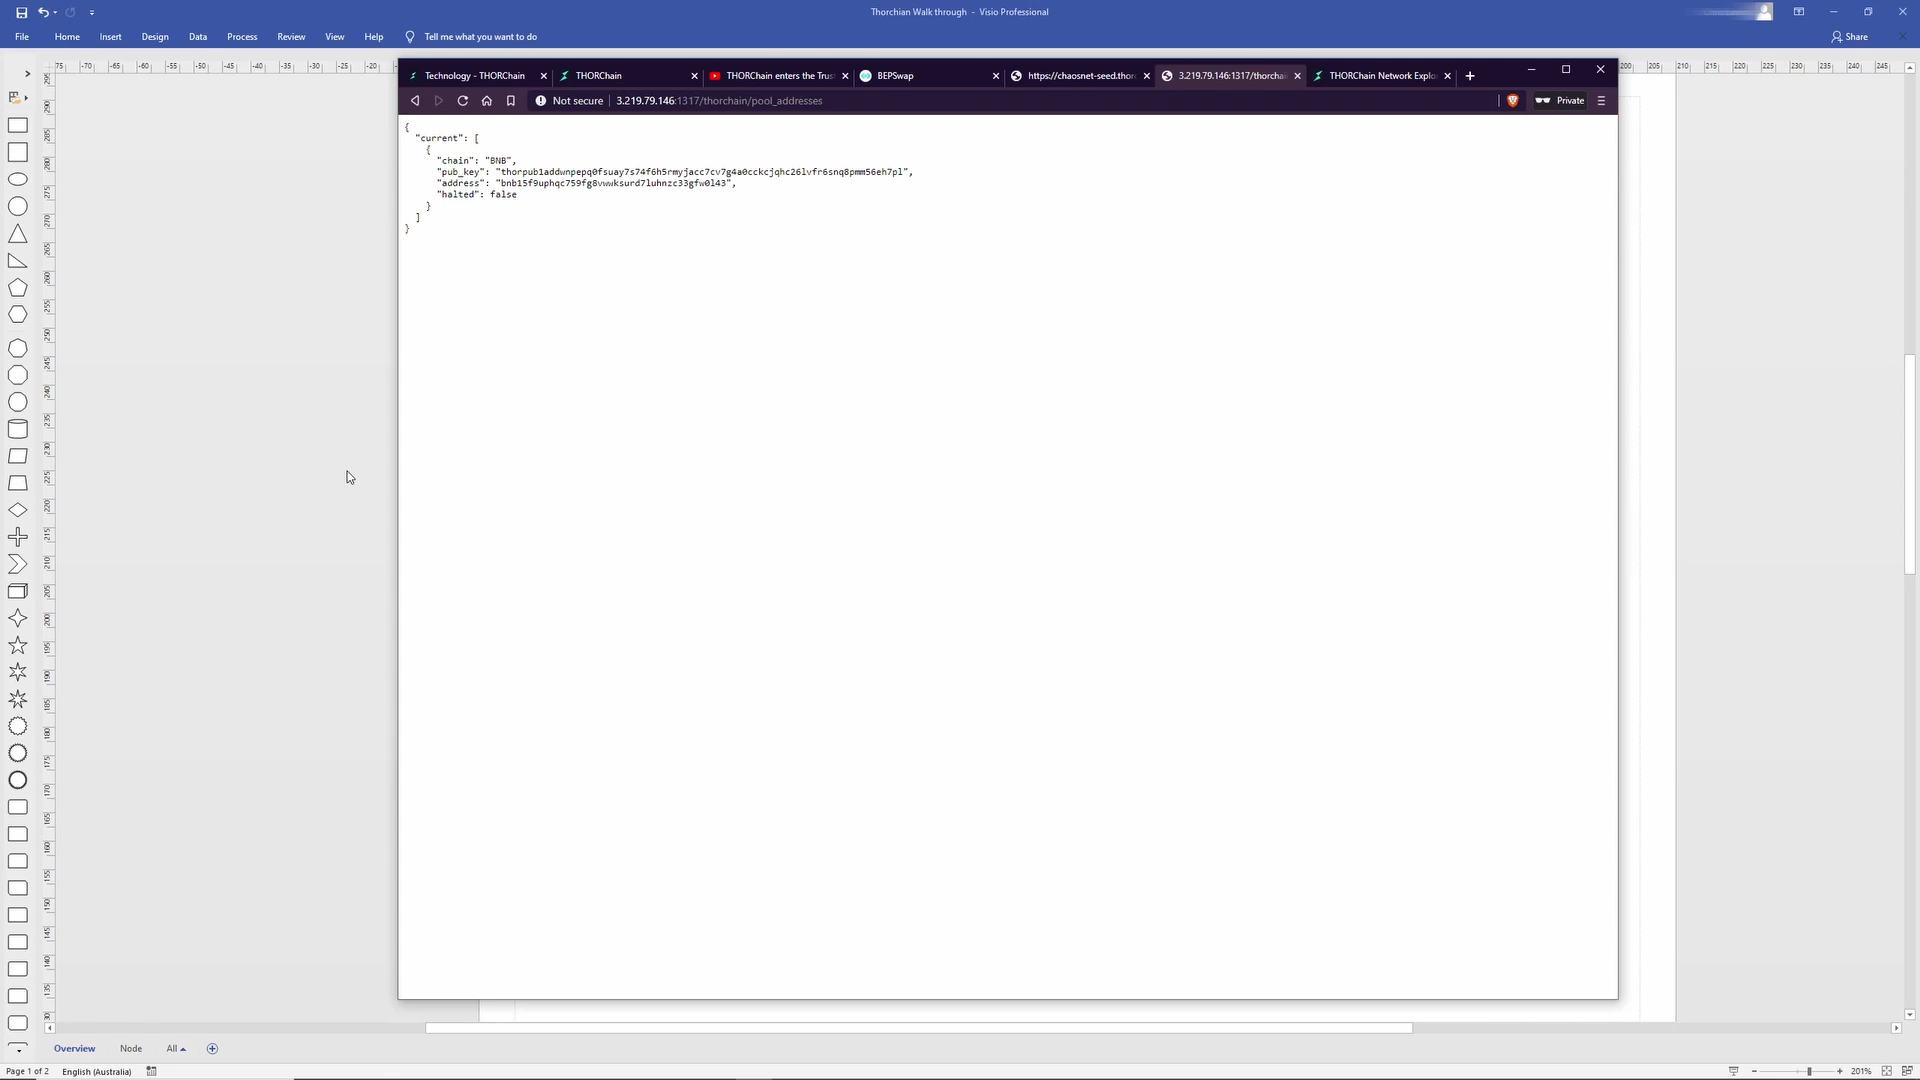 Thorchian Walk through - Visio Professional
File Home Insert Design Data Process Review View Help Tell me what you want to do Share
Technology - THORChain THORChain THORChain enters the Trus BEPSwap https://chaosnet-seed.thor 3.219.79.146:1317/thorchai THORChain Network Explo
Not secure 3.219.79.146:1317/thorchain/pool_addresses Private
{
"current": [
{
"chain": "BNB",
"pub_key": "thorpub1addwnpepq0fsuay7s74f6h5rmyjacc7cv7g4a0cckcjqhc26lvfr6snq8pmm56eh7pl",
"address": "bnb15f9uphqc759fg8vwwksurd7luhnzc33gfw0l43",
"halted": false
}
]
}
Overview Node All
Page 1 of 2 English (Australia) 201%